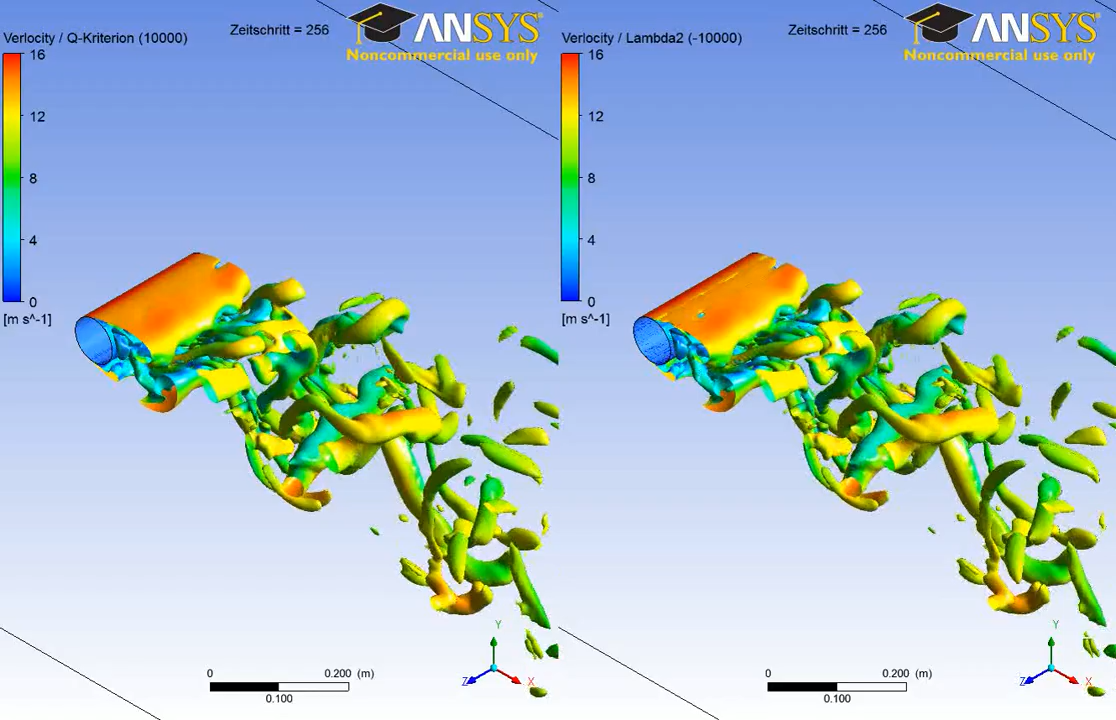 Verlocity / Q-Kriterion (10000)
Zeitschritt = 256
ANSYS
Noncommercial use only
16
12
8
4
0
[m s^-1]
0
0.200 (m)
0.100
Y
Z
X
Verlocity / Lambda2 (-10000)
Zeitschritt = 256
ANSYS
Noncommercial use only
16
12
8
4
0
[m s^-1]
0
0.200 (m)
0.100
Y
Z
X